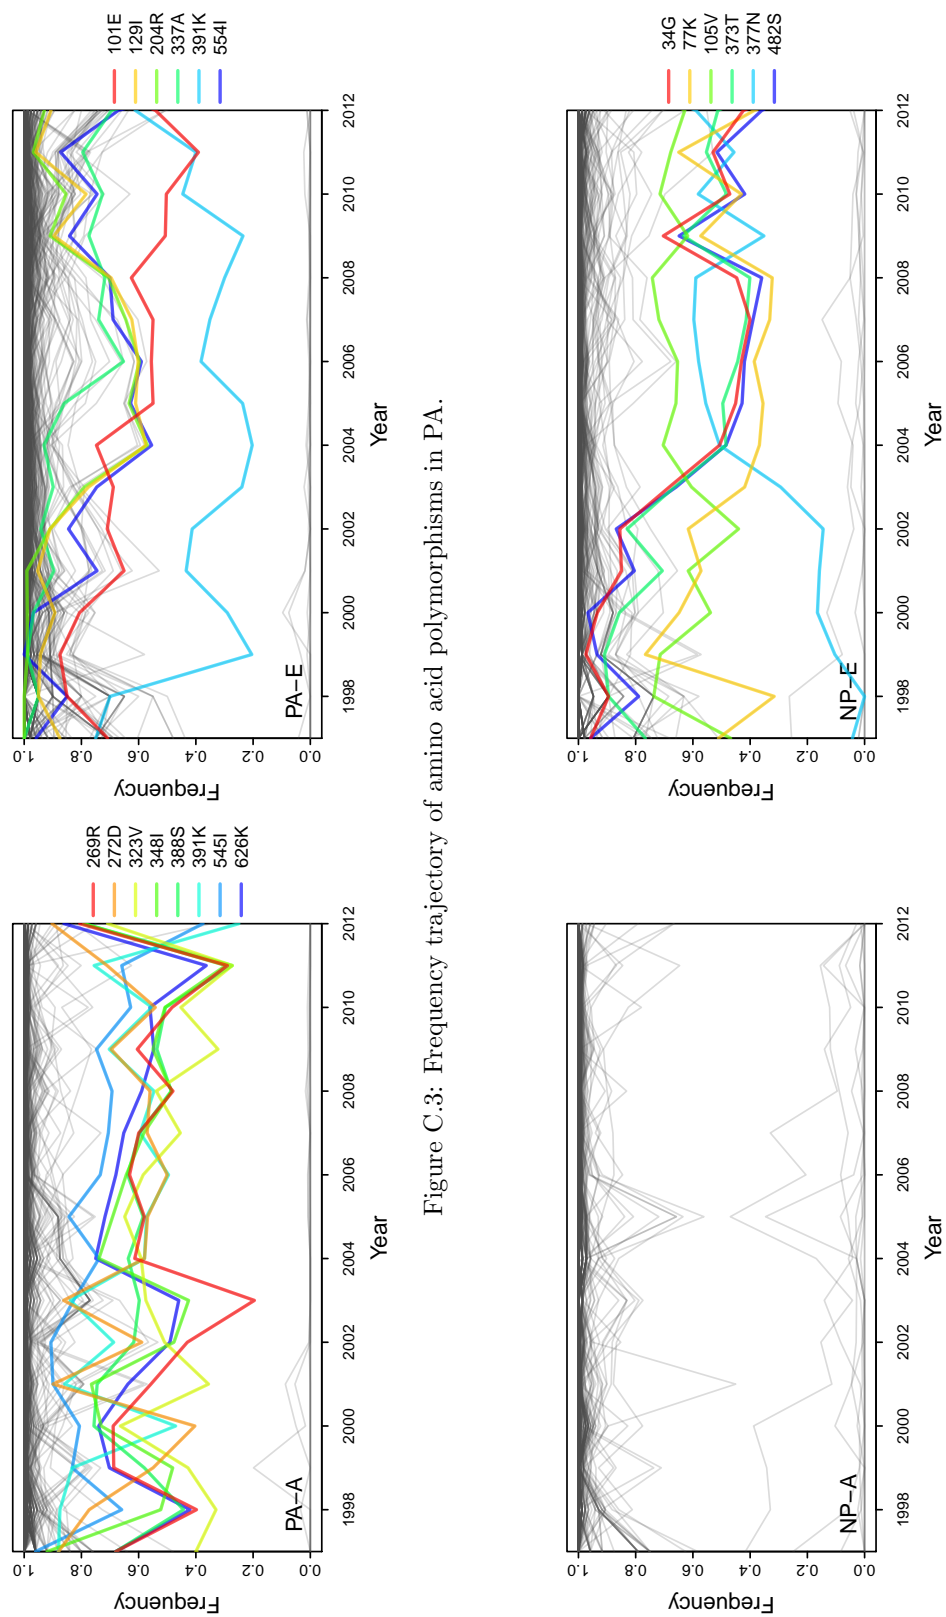 PA−A
Frequency
0.0
0.2
0.4
0.6
0.8
1.0
1998
2000
2002
2004
2006
2008
2010
2012
Year
269R
272D
323V
348I
388S
391K
545I
626K
PA−E
Frequency
0.0
0.2
0.4
0.6
0.8
1.0
1998
2000
2002
2004
2006
2008
2010
2012
Year
101E
129I
204R
337A
391K
554I
Figure C.3: Frequency trajectory of amino acid polymorphisms in PA.
NP−A
Frequency
0.0
0.2
0.4
0.6
0.8
1.0
1998
2000
2002
2004
2006
2008
2010
2012
Year
NP−E
Frequency
0.0
0.2
0.4
0.6
0.8
1.0
1998
2000
2002
2004
2006
2008
2010
2012
Year
34G
77K
105V
373T
377N
482S